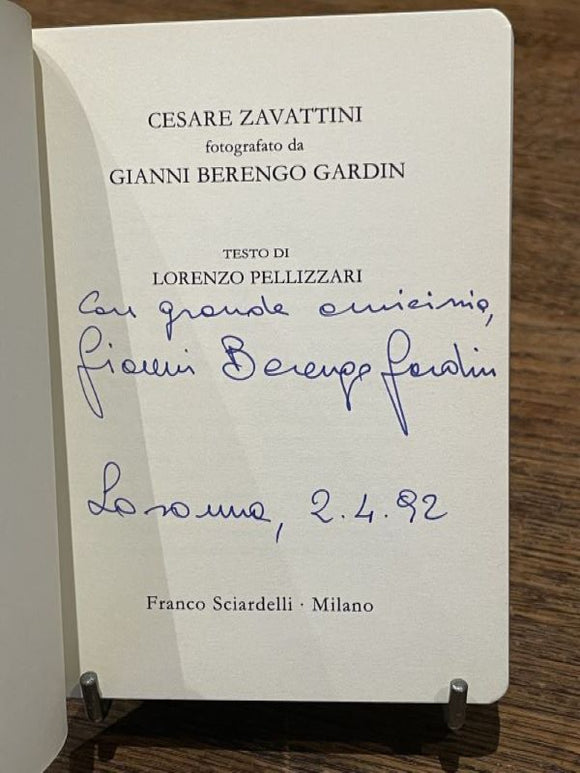 CESARE ZAVATTINI
fotografato da
GIANNI BERENGO GARDIN
TESTO DI
LORENZO PELLIZZARI
Con grande amicizia,
Gianni Berengo Gardin
Losanna, 2.4.92
Franco Sciardelli · Milano